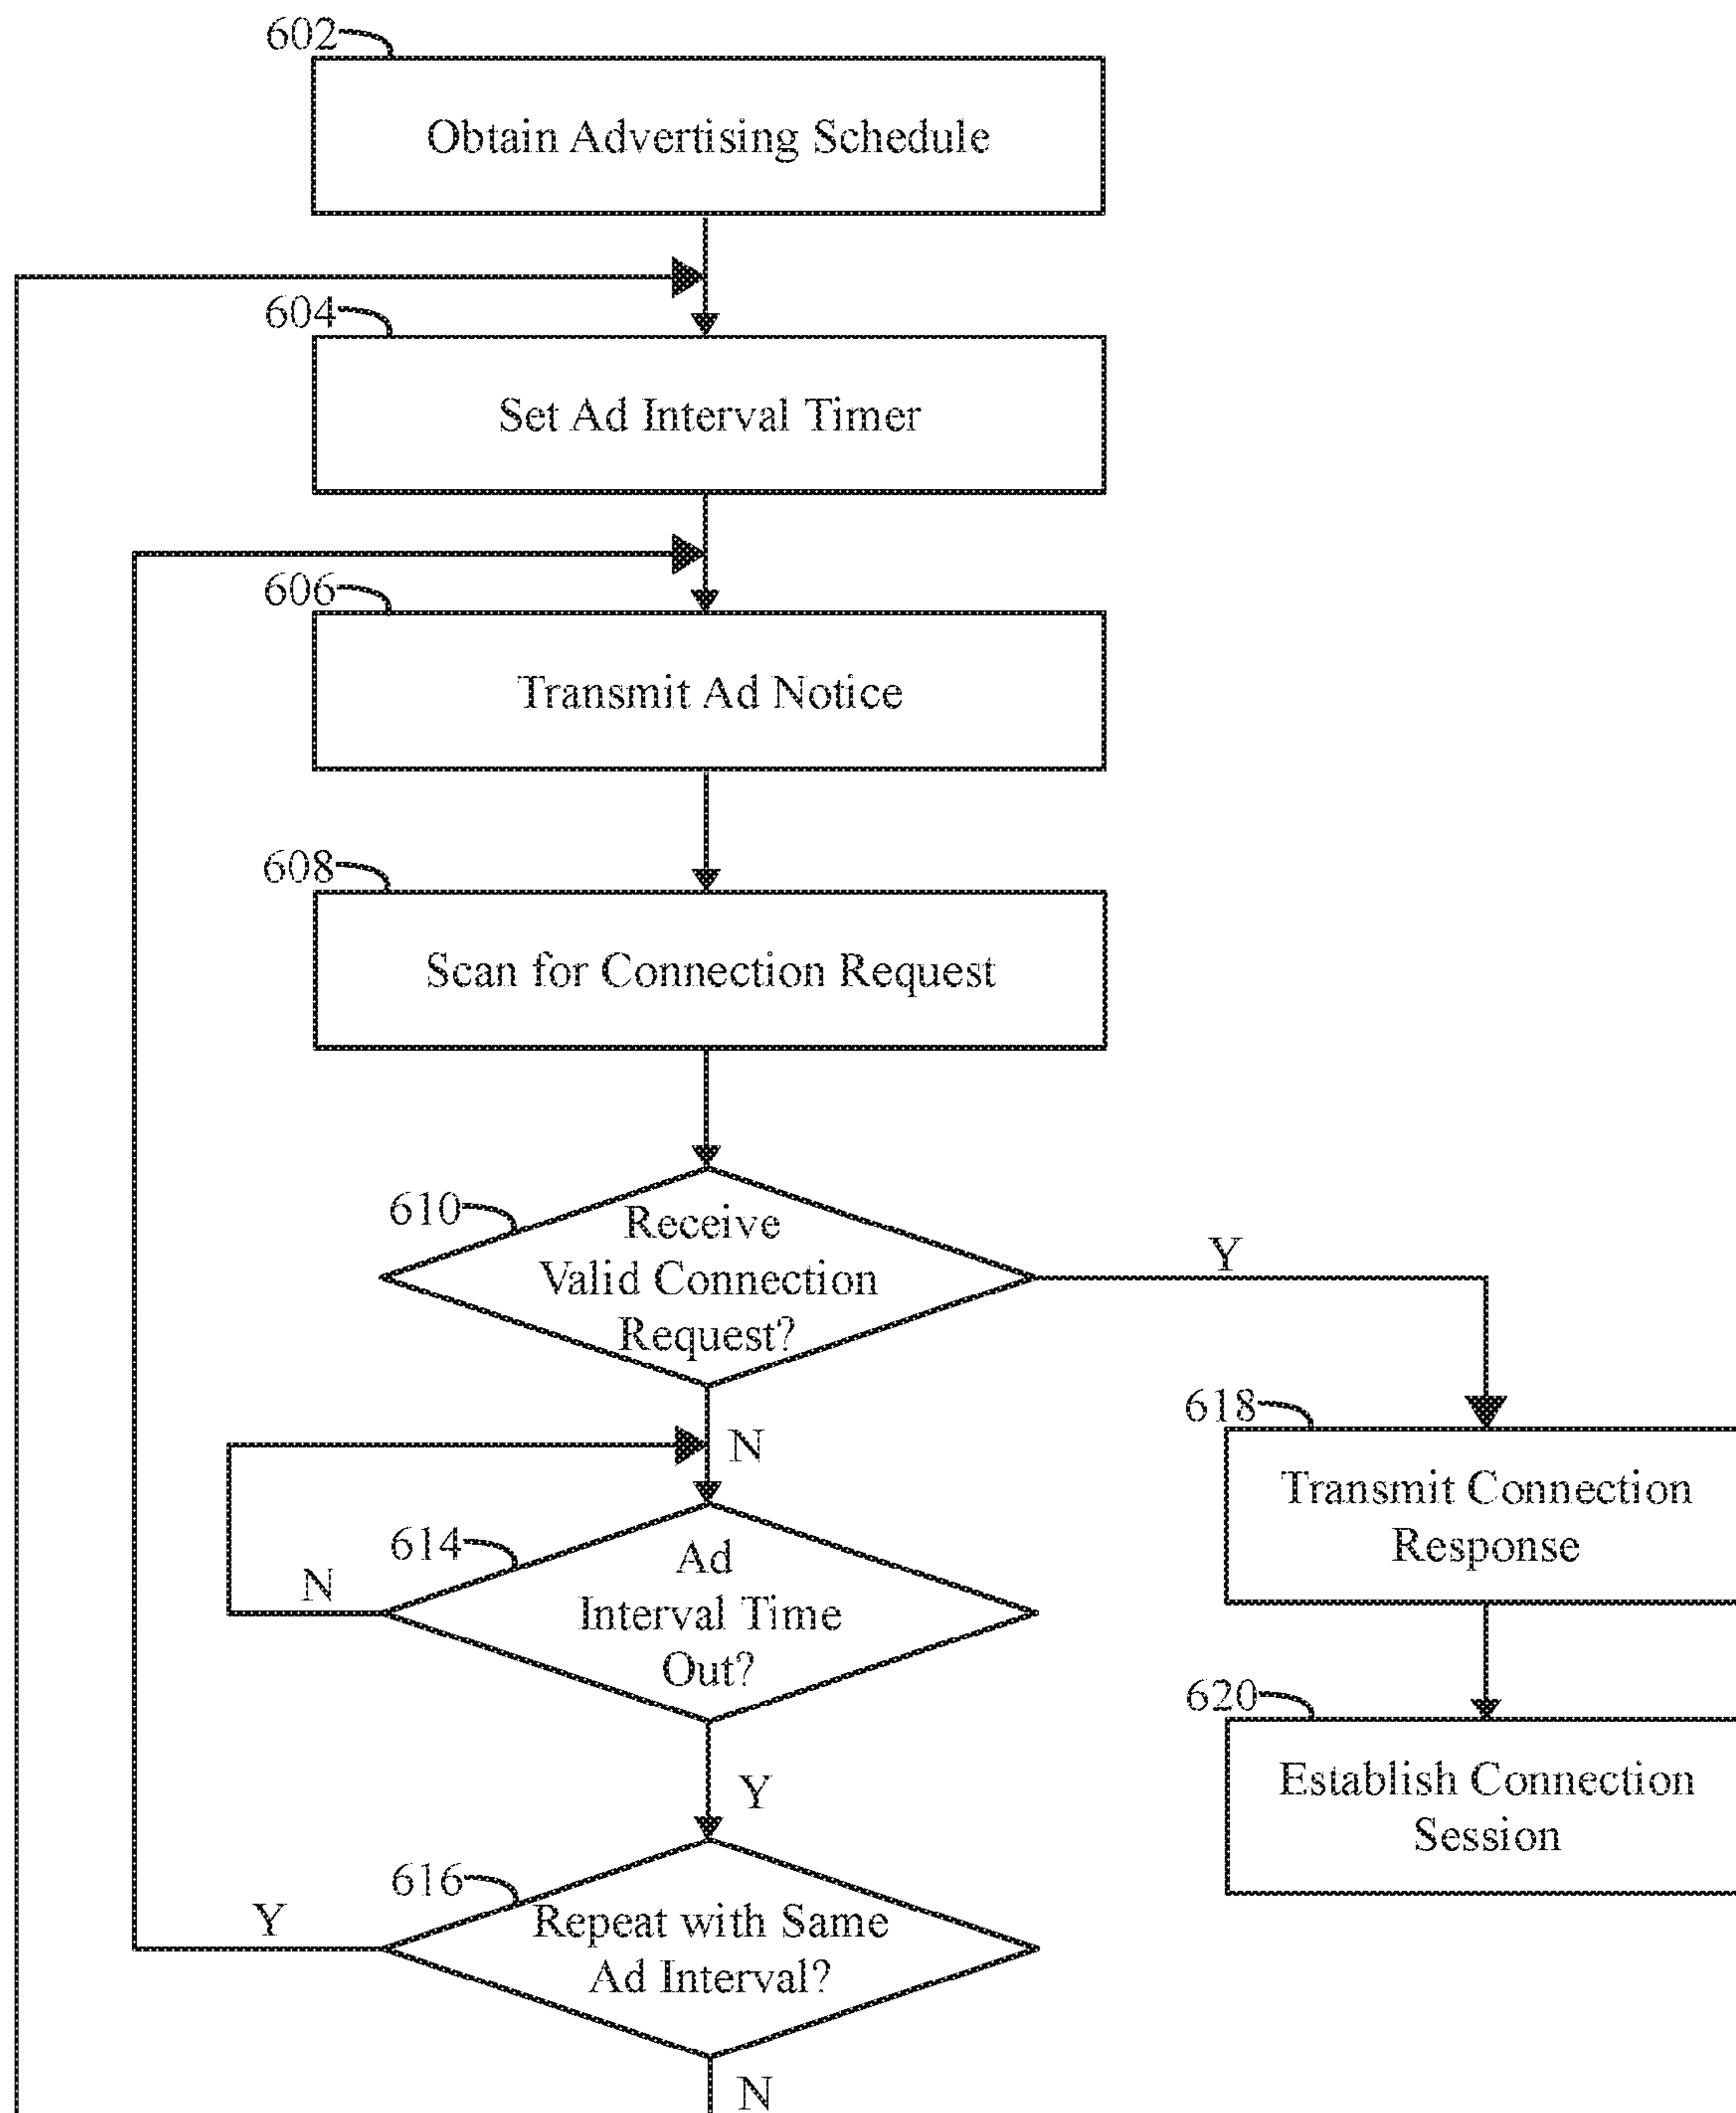 602
Obtain Advertising Schedule
604
Set Ad Interval Timer
606
Transmit Ad Notice
608
Scan for Connection Request
610
Receive
Valid Connection
Request?
Y
N
614
Ad
Interval Time
Out?
N
Y
616
Repeat with Same
Ad Interval?
Y
N
618
Transmit Connection
Response
620
Establish Connection
Session